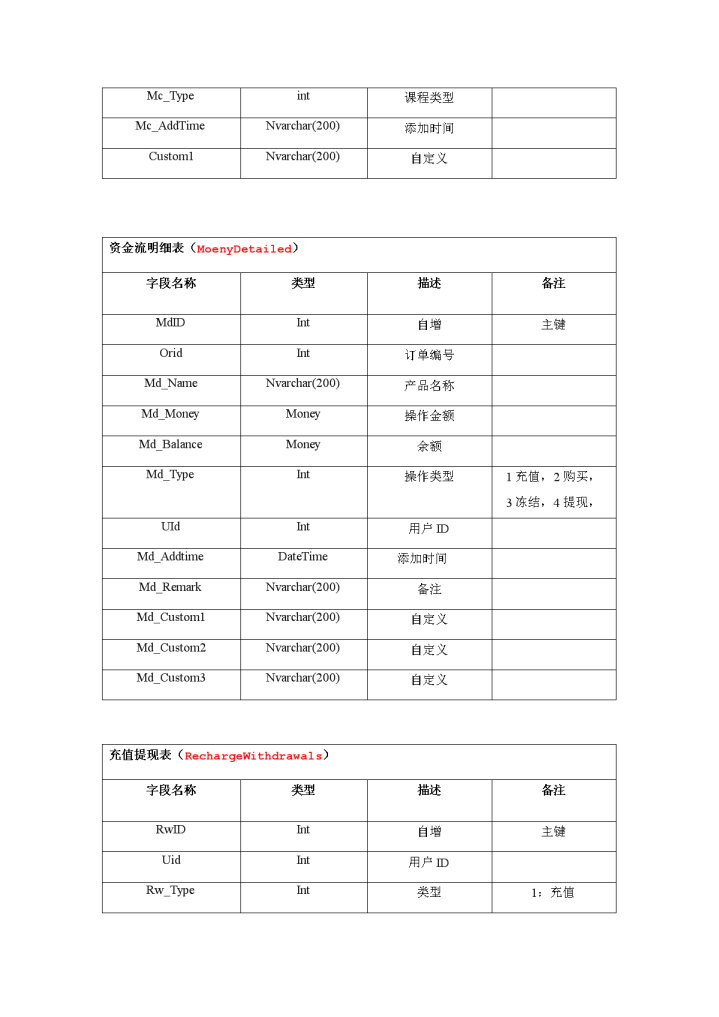 Mc_Type int 课程类型
Mc_AddTime Nvarchar(200) 添加时间
Custom1 Nvarchar(200) 自定义
资金流明细表（MoenyDetailed）
字段名称 类型 描述 备注
MdID Int 自增 主键
Orid Int 订单编号
Md_Name Nvarchar(200) 产品名称
Md_Money Money 操作金额
Md_Balance Money 余额
Md_Type Int 操作类型 1 充值，2 购买，
3 冻结，4 提现，
UId Int 用户 ID
Md_Addtime DateTime 添加时间
Md_Remark Nvarchar(200) 备注
Md_Custom1 Nvarchar(200) 自定义
Md_Custom2 Nvarchar(200) 自定义
Md_Custom3 Nvarchar(200) 自定义
充值提现表（RechargeWithdrawals）
字段名称 类型 描述 备注
RwID Int 自增 主键
Uid Int 用户 ID
Rw_Type Int 类型 1：充值